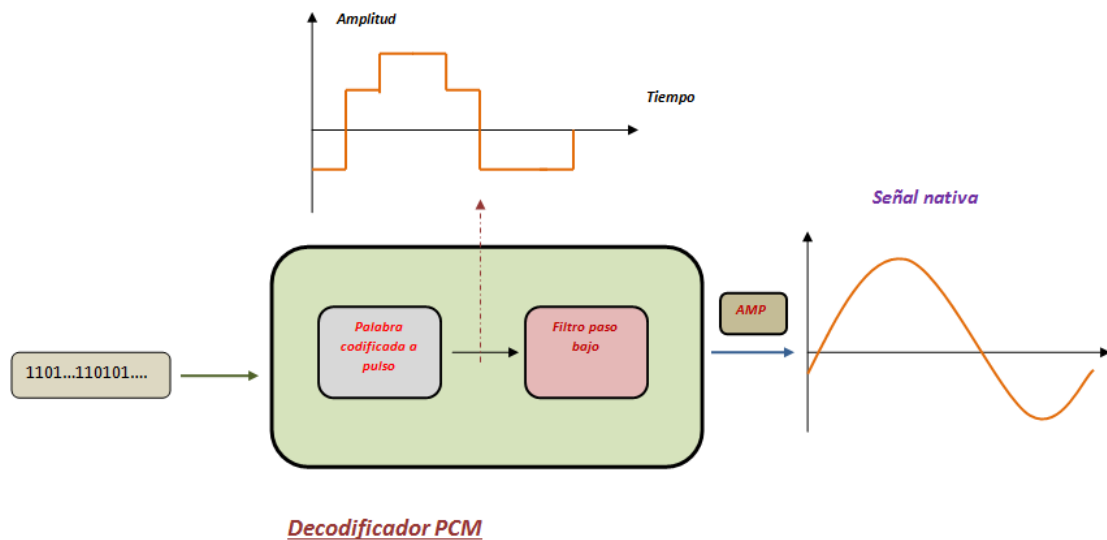 Amplitud
Tiempo
Señal nativa
AMP
Palabra
codificada a
pulso
Filtro paso
bajo
1101...110101....
Decodificador PCM